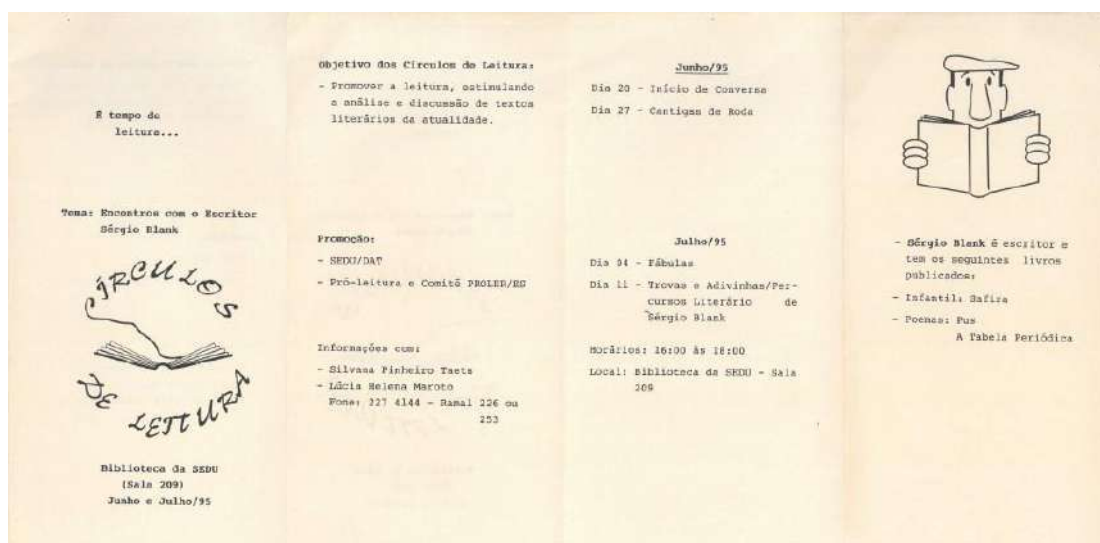 É tempo de
leitura...
Tema: Encontros com o Escritor
Sérgio Blank
CÍRCULOS
DE LEITURA
Biblioteca da SEDU
(Sala 209)
Junho e Julho/95
Objetivo dos Círculos de Leitura:
- Promover a leitura, estimulando
a análise e discussão de textos
literários da atualidade.
Promoção:
- SEDU/DAT
- Pró-leitura e Comitê PROLER/ES
Informações com:
- Silvana Pinheiro Taets
- Lúcia Helena Maroto
Fone: 227 4144 - Ramal 226 ou
253
Junho/95
Dia 20 - Início de Conversa
Dia 27 - Cantigas de Roda
Julho/95
Dia 04 - Fábulas
Dia 11 - Trovas e Adivinhas/Per-
cursos Literário de
Sérgio Blank
Horários: 16:00 às 18:00
Local: Biblioteca da SEDU - Sala
209
- Sérgio Blank é escritor e
tem os seguintes livros
publicados:
- Infantil: Safira
- Poemas: Pus
A Tabela Periódica